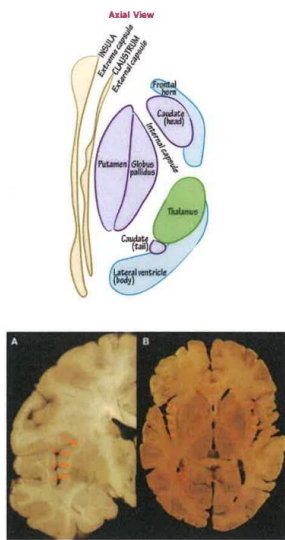 Axial View
INSULA
Extreme capsule
CLAUSTRUM
External capsule
Frontal
horn
Caudate
(head)
Internal capsule
Putamen
Globus
pallidus
Thalamus
Caudate
(tail)
Lateral ventricle
(body)
A
B